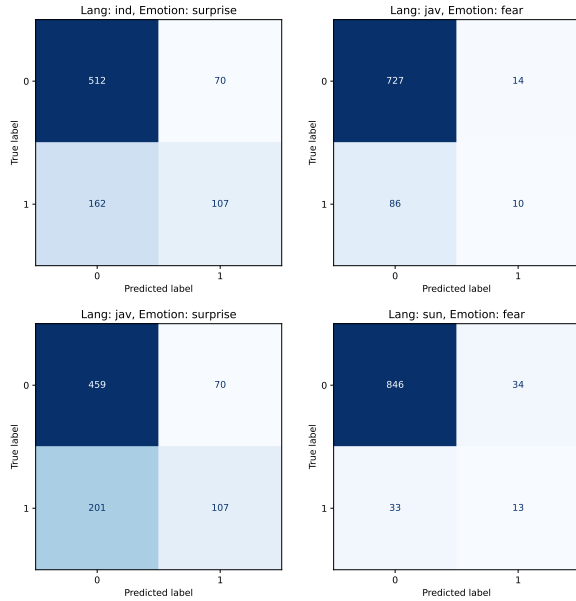 Lang: ind, Emotion: surprise
0
512
70
True label
1
162
107
0
1
Predicted label
Lang: jav, Emotion: fear
0
727
14
True label
1
86
10
0
1
Predicted label
Lang: jav, Emotion: surprise
0
459
70
True label
1
201
107
0
1
Predicted label
Lang: sun, Emotion: fear
0
846
34
True label
1
33
13
0
1
Predicted label